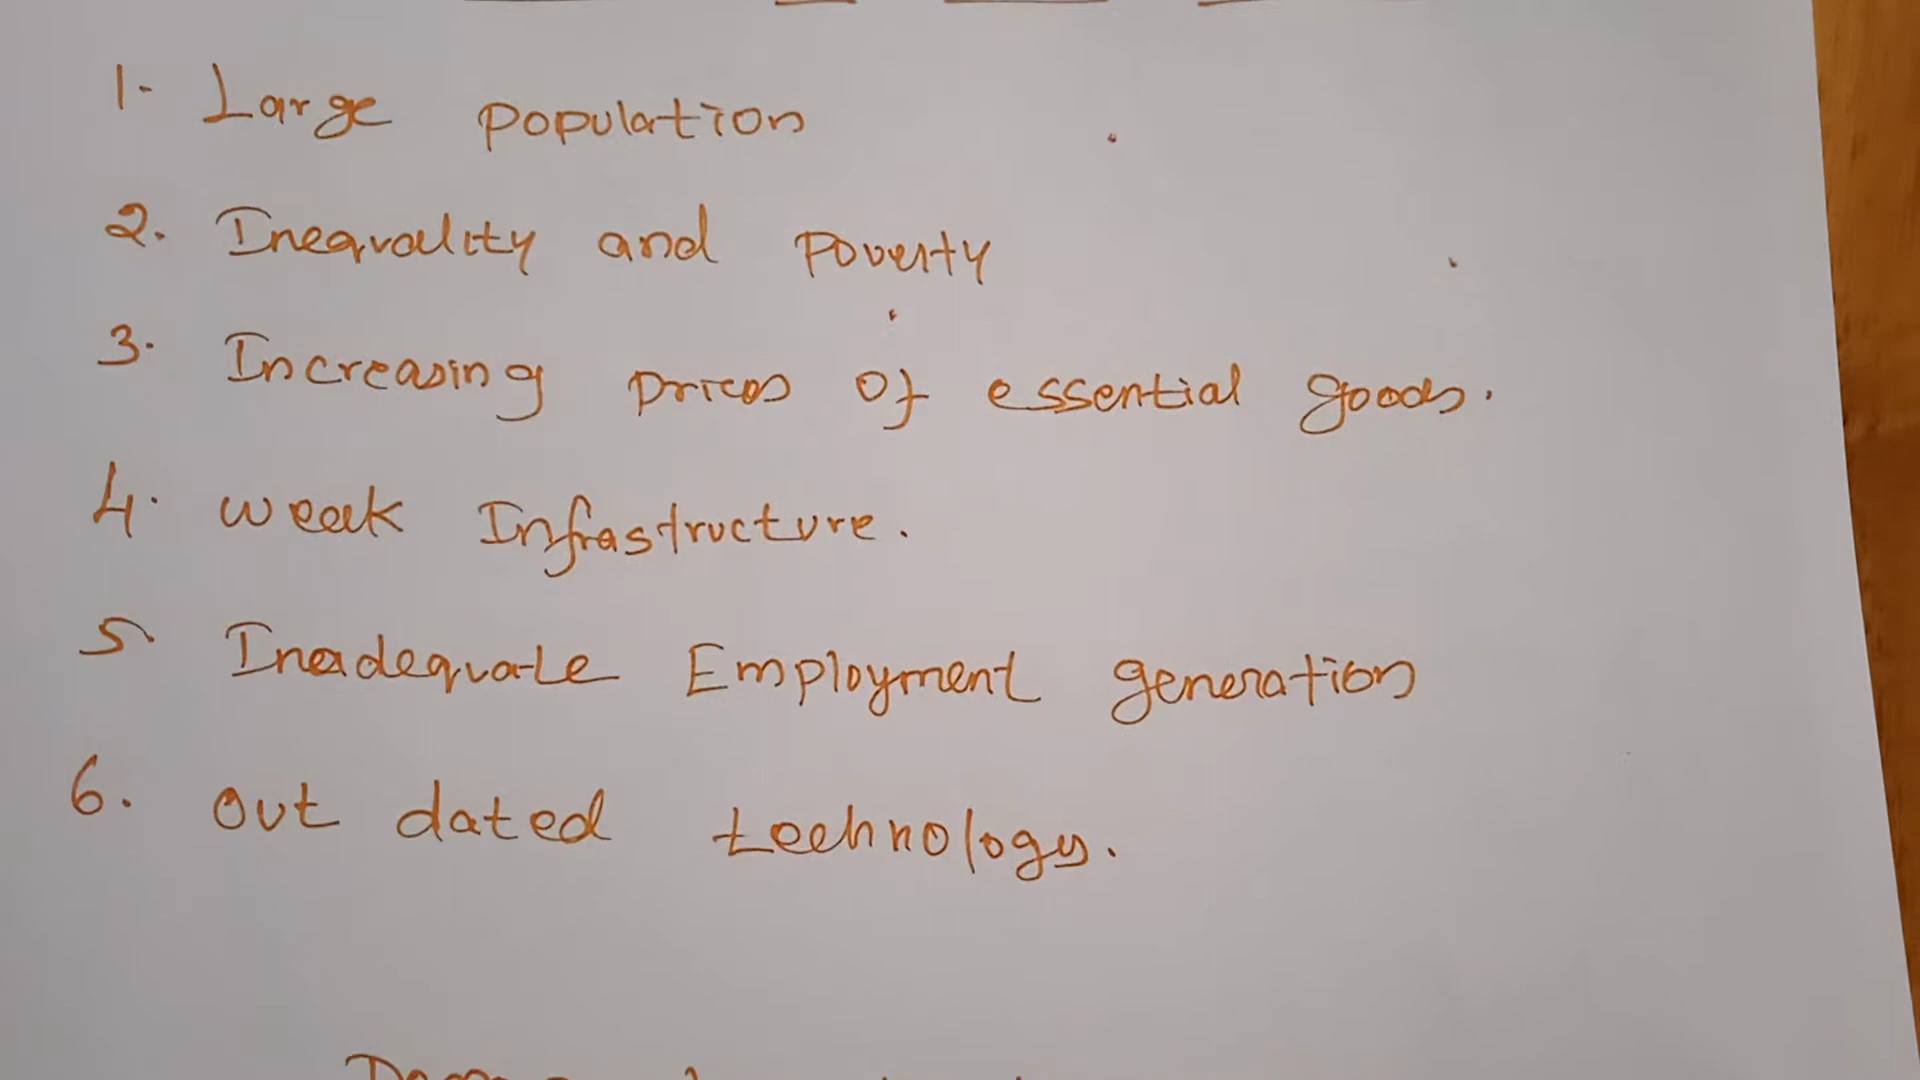 1. Large population
2. Inequality and Poverty
3. Increasing prices of essential goods.
4. weak Infrastructure.
5. Inadequate Employment generation
6. Out dated technology.